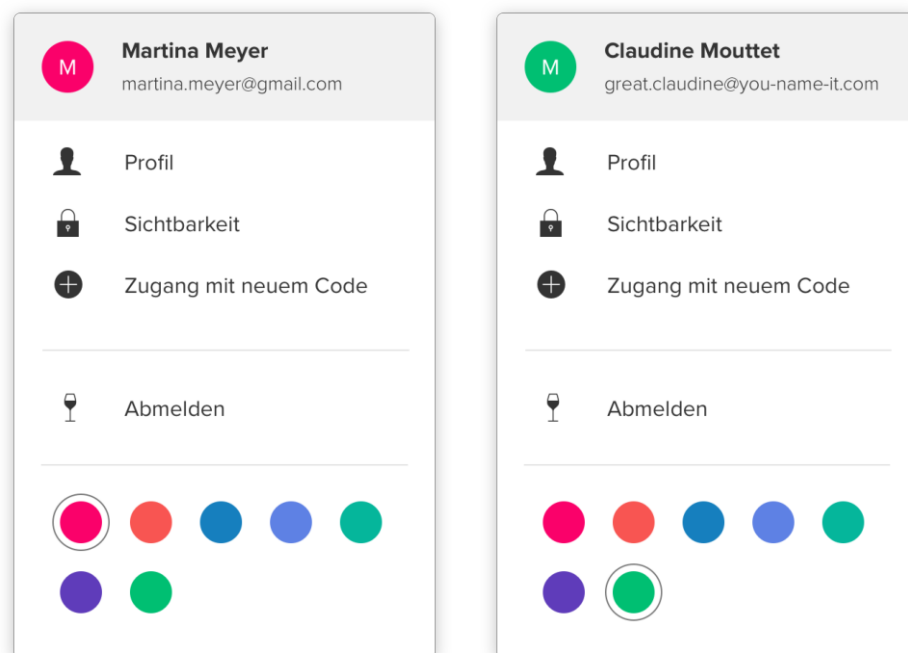 M
Martina Meyer
martina.meyer@gmail.com
Profil
Sichtbarkeit
Zugang mit neuem Code
Abmelden
M
Claudine Mouttet
great.claudine@you-name-it.com
Profil
Sichtbarkeit
Zugang mit neuem Code
Abmelden